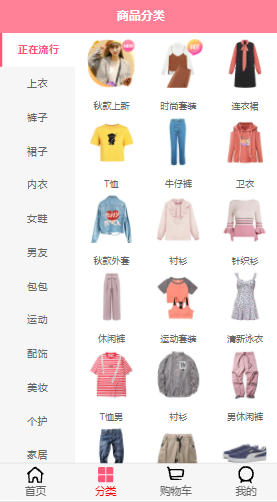 商品分类
正在流行
上衣
裤子
裙子
内衣
女鞋
男友
包包
运动
配饰
美妆
个护
家居
NEW
HOT
秋款上新
时尚套装
连衣裙
T恤
牛仔裤
卫衣
秋款外套
衬衫
针织衫
休闲裤
运动套装
清新泳衣
T恤男
衬衫
男休闲裤
首页
分类
购物车
我的